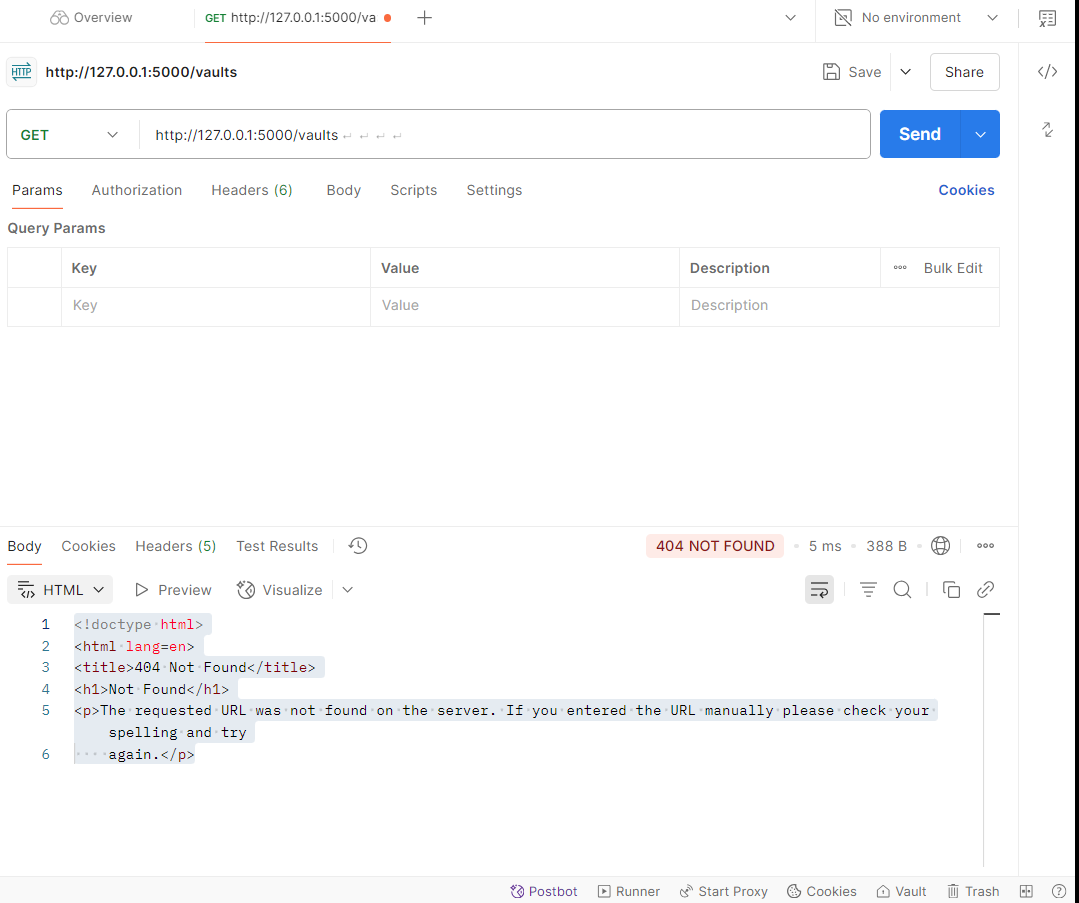 Overview
GET http://127.0.0.1:5000/va
No environment
HTTP http://127.0.0.1:5000/vaults
Save
Share
GET
http://127.0.0.1:5000/vaults ↵ ↵ ↵ ↵
Send
Params Authorization Headers (6) Body Scripts Settings Cookies
Query Params
Key Value Description Bulk Edit
Key Value Description
Body Cookies Headers (5) Test Results 404 NOT FOUND 5 ms 388 B
HTML Preview Visualize
1 <!doctype html>
2 <html lang=en>
3 <title>404 Not Found</title>
4 <h1>Not Found</h1>
5 <p>The requested URL was not found on the server. If you entered the URL manually please check your
spelling and try
6 again.</p>
Postbot Runner Start Proxy Cookies Vault Trash